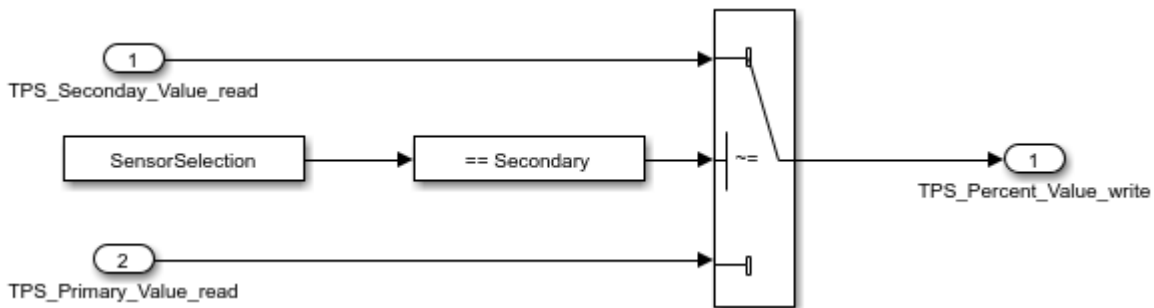 1
TPS_Seconday_Value_read
SensorSelection
== Secondary
~=
1
TPS_Percent_Value_write
2
TPS_Primary_Value_read